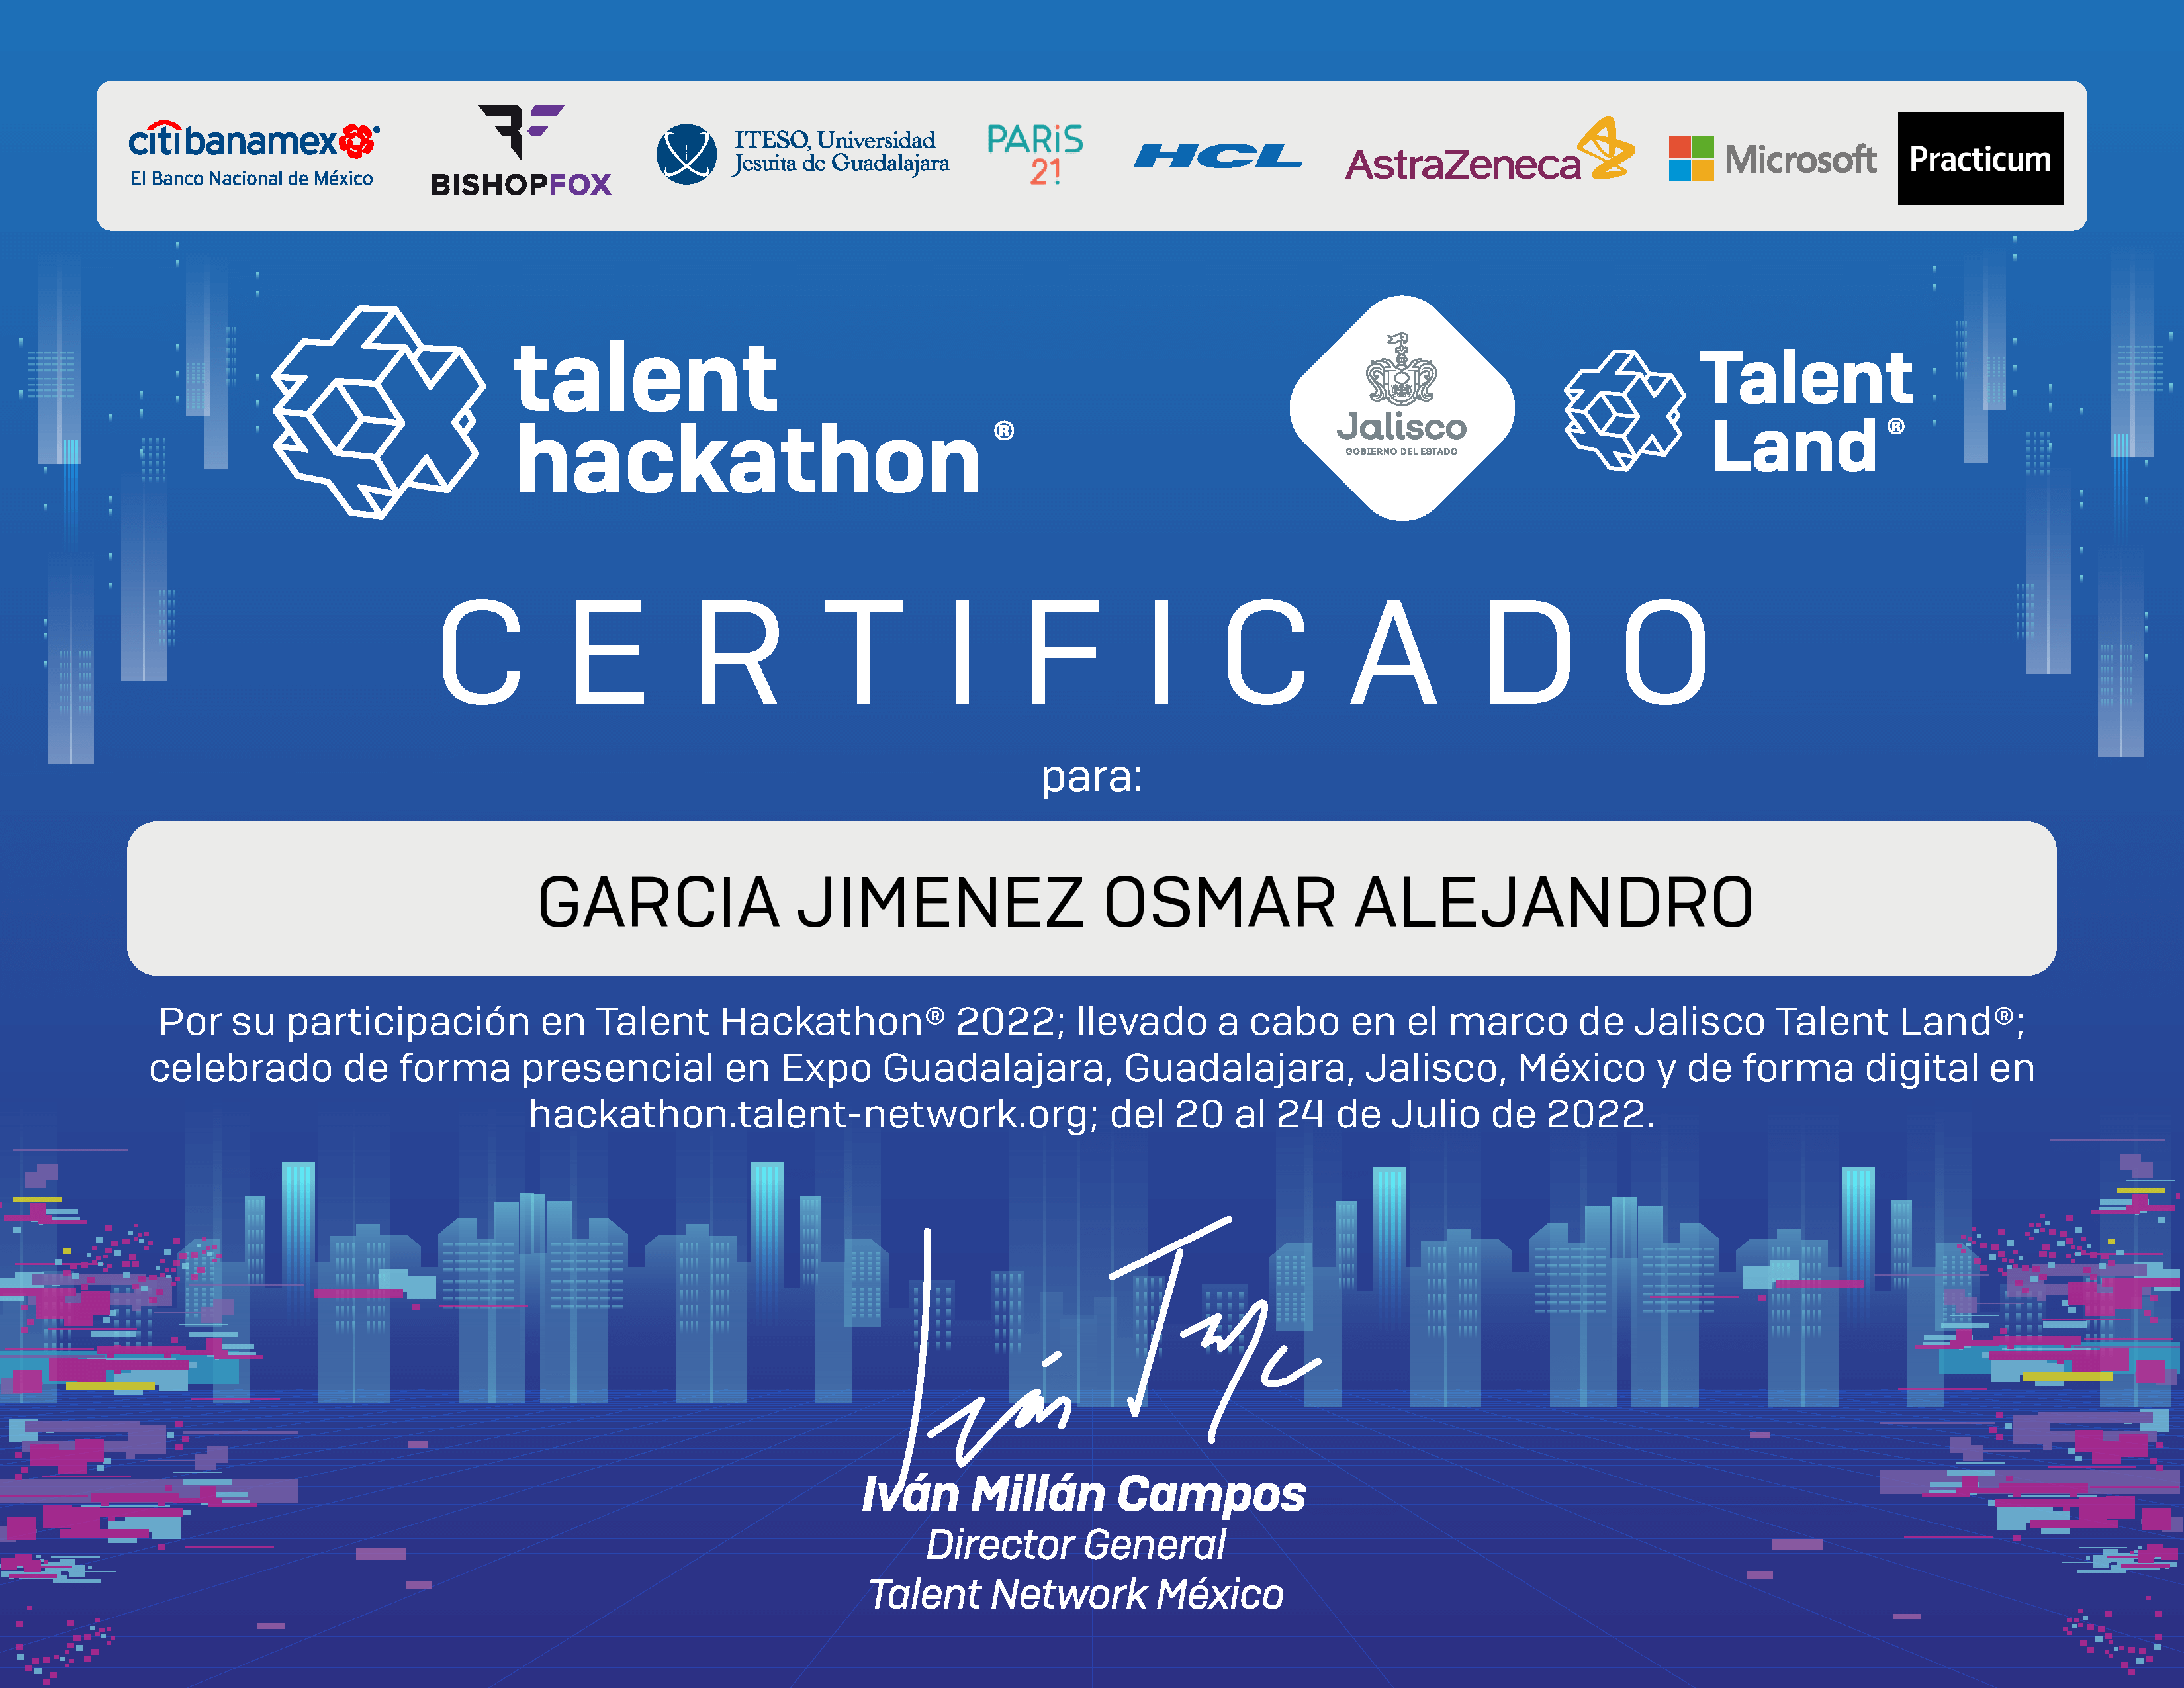 citibanamex®
El Banco Nacional de México
BISHOPFOX
ITESO, Universidad
Jesuita de Guadalajara
PARiS
21
HCL
AstraZeneca
Microsoft
Practicum
talent
hackathon®
Jalisco
GOBIERNO DEL ESTADO
Talent
Land®
CERTIFICADO
para:
GARCIA JIMENEZ OSMAR ALEJANDRO
Por su participación en Talent Hackathon® 2022; llevado a cabo en el marco de Jalisco Talent Land®;
celebrado de forma presencial en Expo Guadalajara, Guadalajara, Jalisco, México y de forma digital en
hackathon.talent-network.org; del 20 al 24 de Julio de 2022.
Iván Millán Campos
Director General
Talent Network México